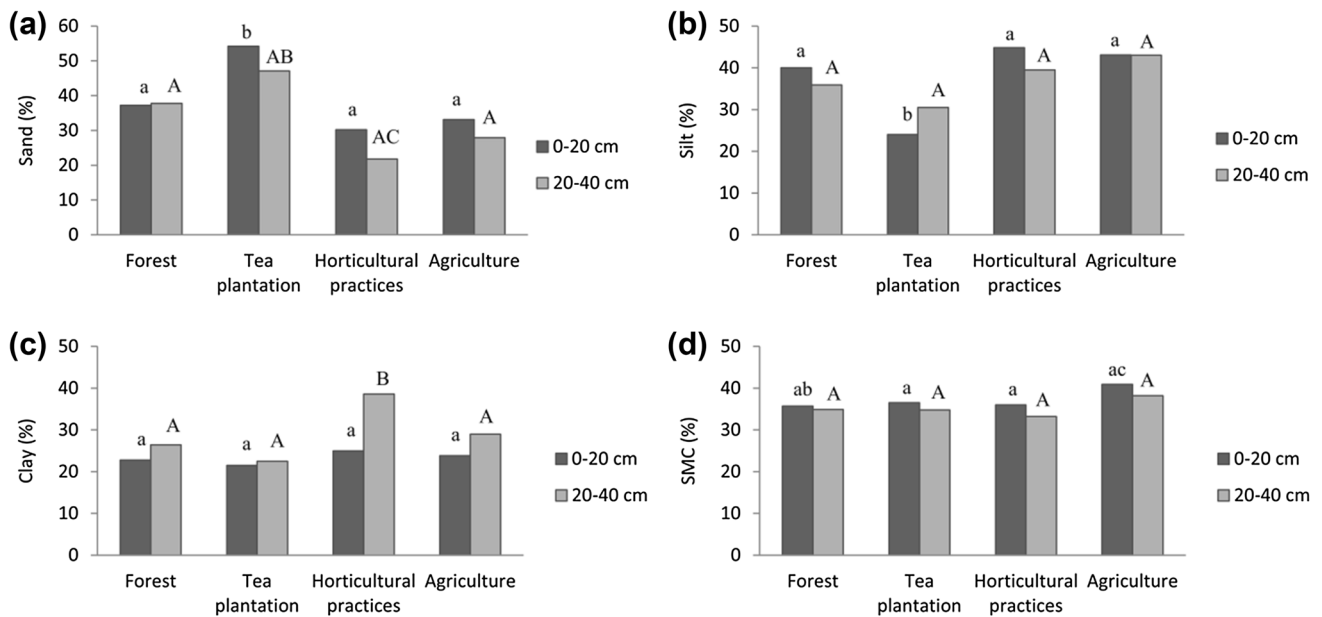 (a)
Sand (%)
60
50
40
30
20
10
0
a A
b AB
a AC
a A
Forest
Tea plantation
Horticultural practices
Agriculture
0-20 cm
20-40 cm
(b)
Silt (%)
50
40
30
20
10
0
a A
b A
a A
a A
Forest
Tea plantation
Horticultural practices
Agriculture
0-20 cm
20-40 cm
(c)
Clay (%)
50
40
30
20
10
0
a A
a A
a B
a A
Forest
Tea plantation
Horticultural practices
Agriculture
0-20 cm
20-40 cm
(d)
SMC (%)
50
40
30
20
10
0
ab A
a A
a A
ac A
Forest
Tea plantation
Horticultural practices
Agriculture
0-20 cm
20-40 cm